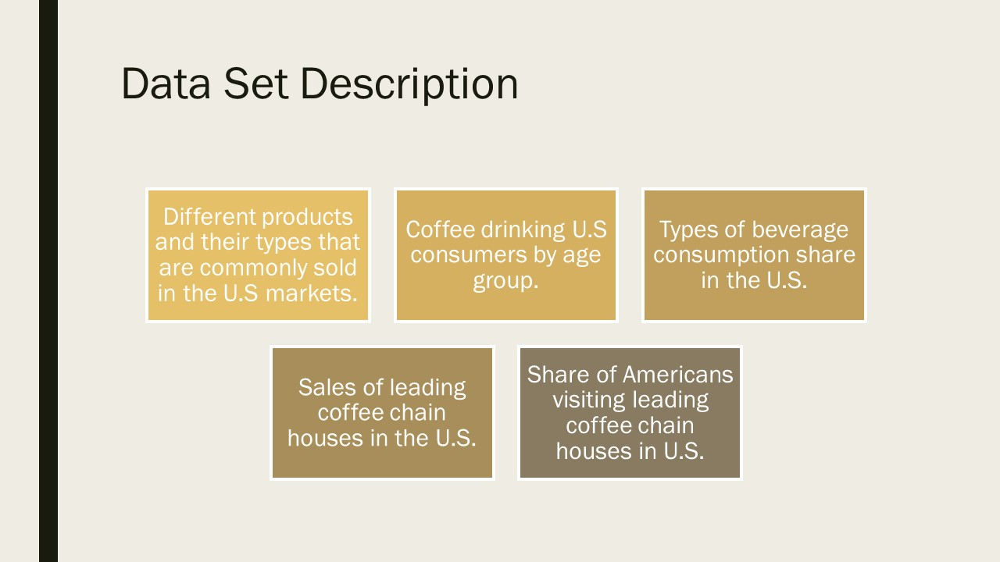 Data Set Description
Different products
and their types that
are commonly sold
in the U.S markets.
Coffee drinking U.S
consumers by age
group.
Types of beverage
consumption share
in the U.S.
Sales of leading
coffee chain
houses in the U.S.
Share of Americans
visiting leading
coffee chain
houses in U.S.